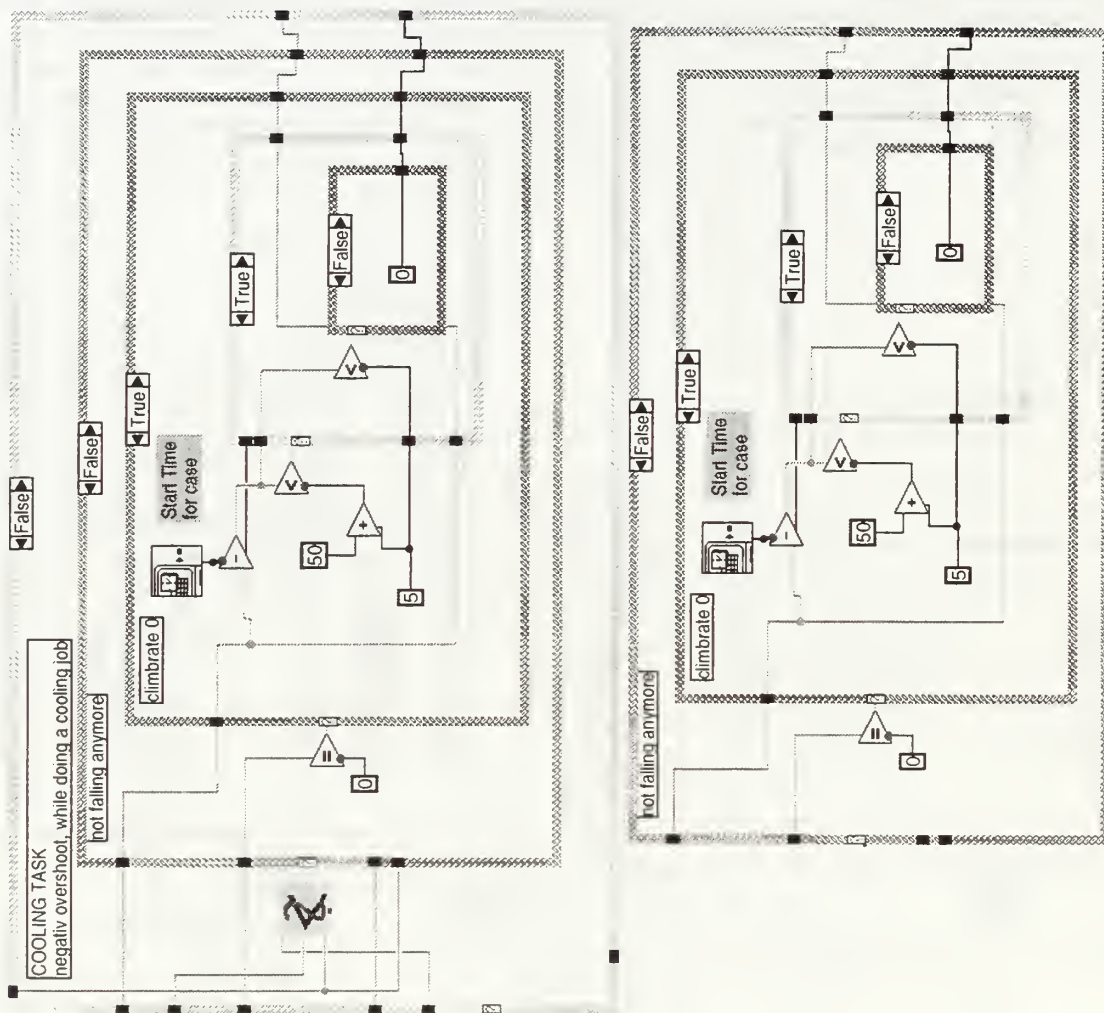 False
COOLING TASK
negativ overshoot, while doing a cooling job
False
not falling anymore
True
climbrate 0
Start Time
for case
True
False
50
5
0
0
False
not falling anymore
True
climbrate 0
Start Time
for case
True
False
50
5
0
0